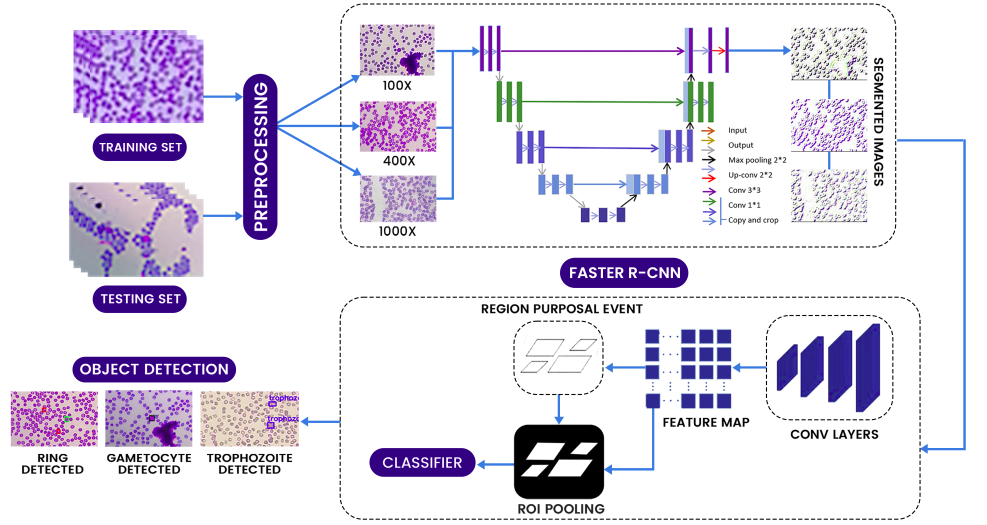 TRAINING SET
TESTING SET
PREPROCESSING
100X
400X
1000X
Input
Output
Max pooling 2*2
Up-conv 2*2
Conv 3*3
Conv 1*1
Copy and crop
SEGMENTED IMAGES
FASTER R-CNN
REGION PURPOSAL EVENT
FEATURE MAP
CONV LAYERS
ROI POOLING
CLASSIFIER
OBJECT DETECTION
trophozo
trophozo
RING
DETECTED
GAMETOCYTE
DETECTED
TROPHOZOITE
DETECTED